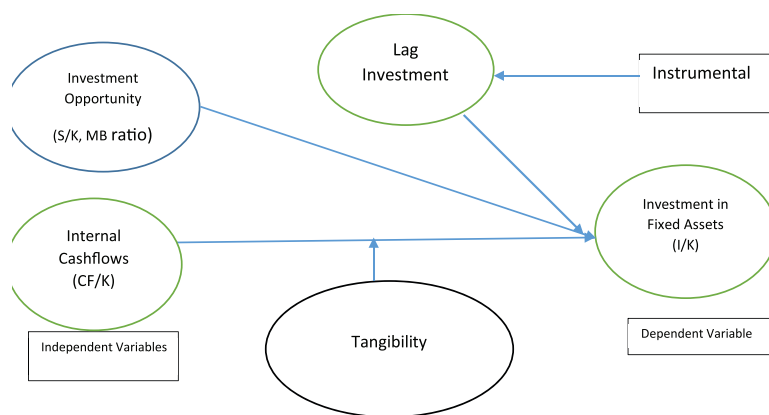 Investment
Opportunity
(S/K, MB ratio)
Lag
Investment
Instrumental
Internal
Cashflows
(CF/K)
Investment in
Fixed Assets
(I/K)
Independent Variables
Tangibility
Dependent Variable